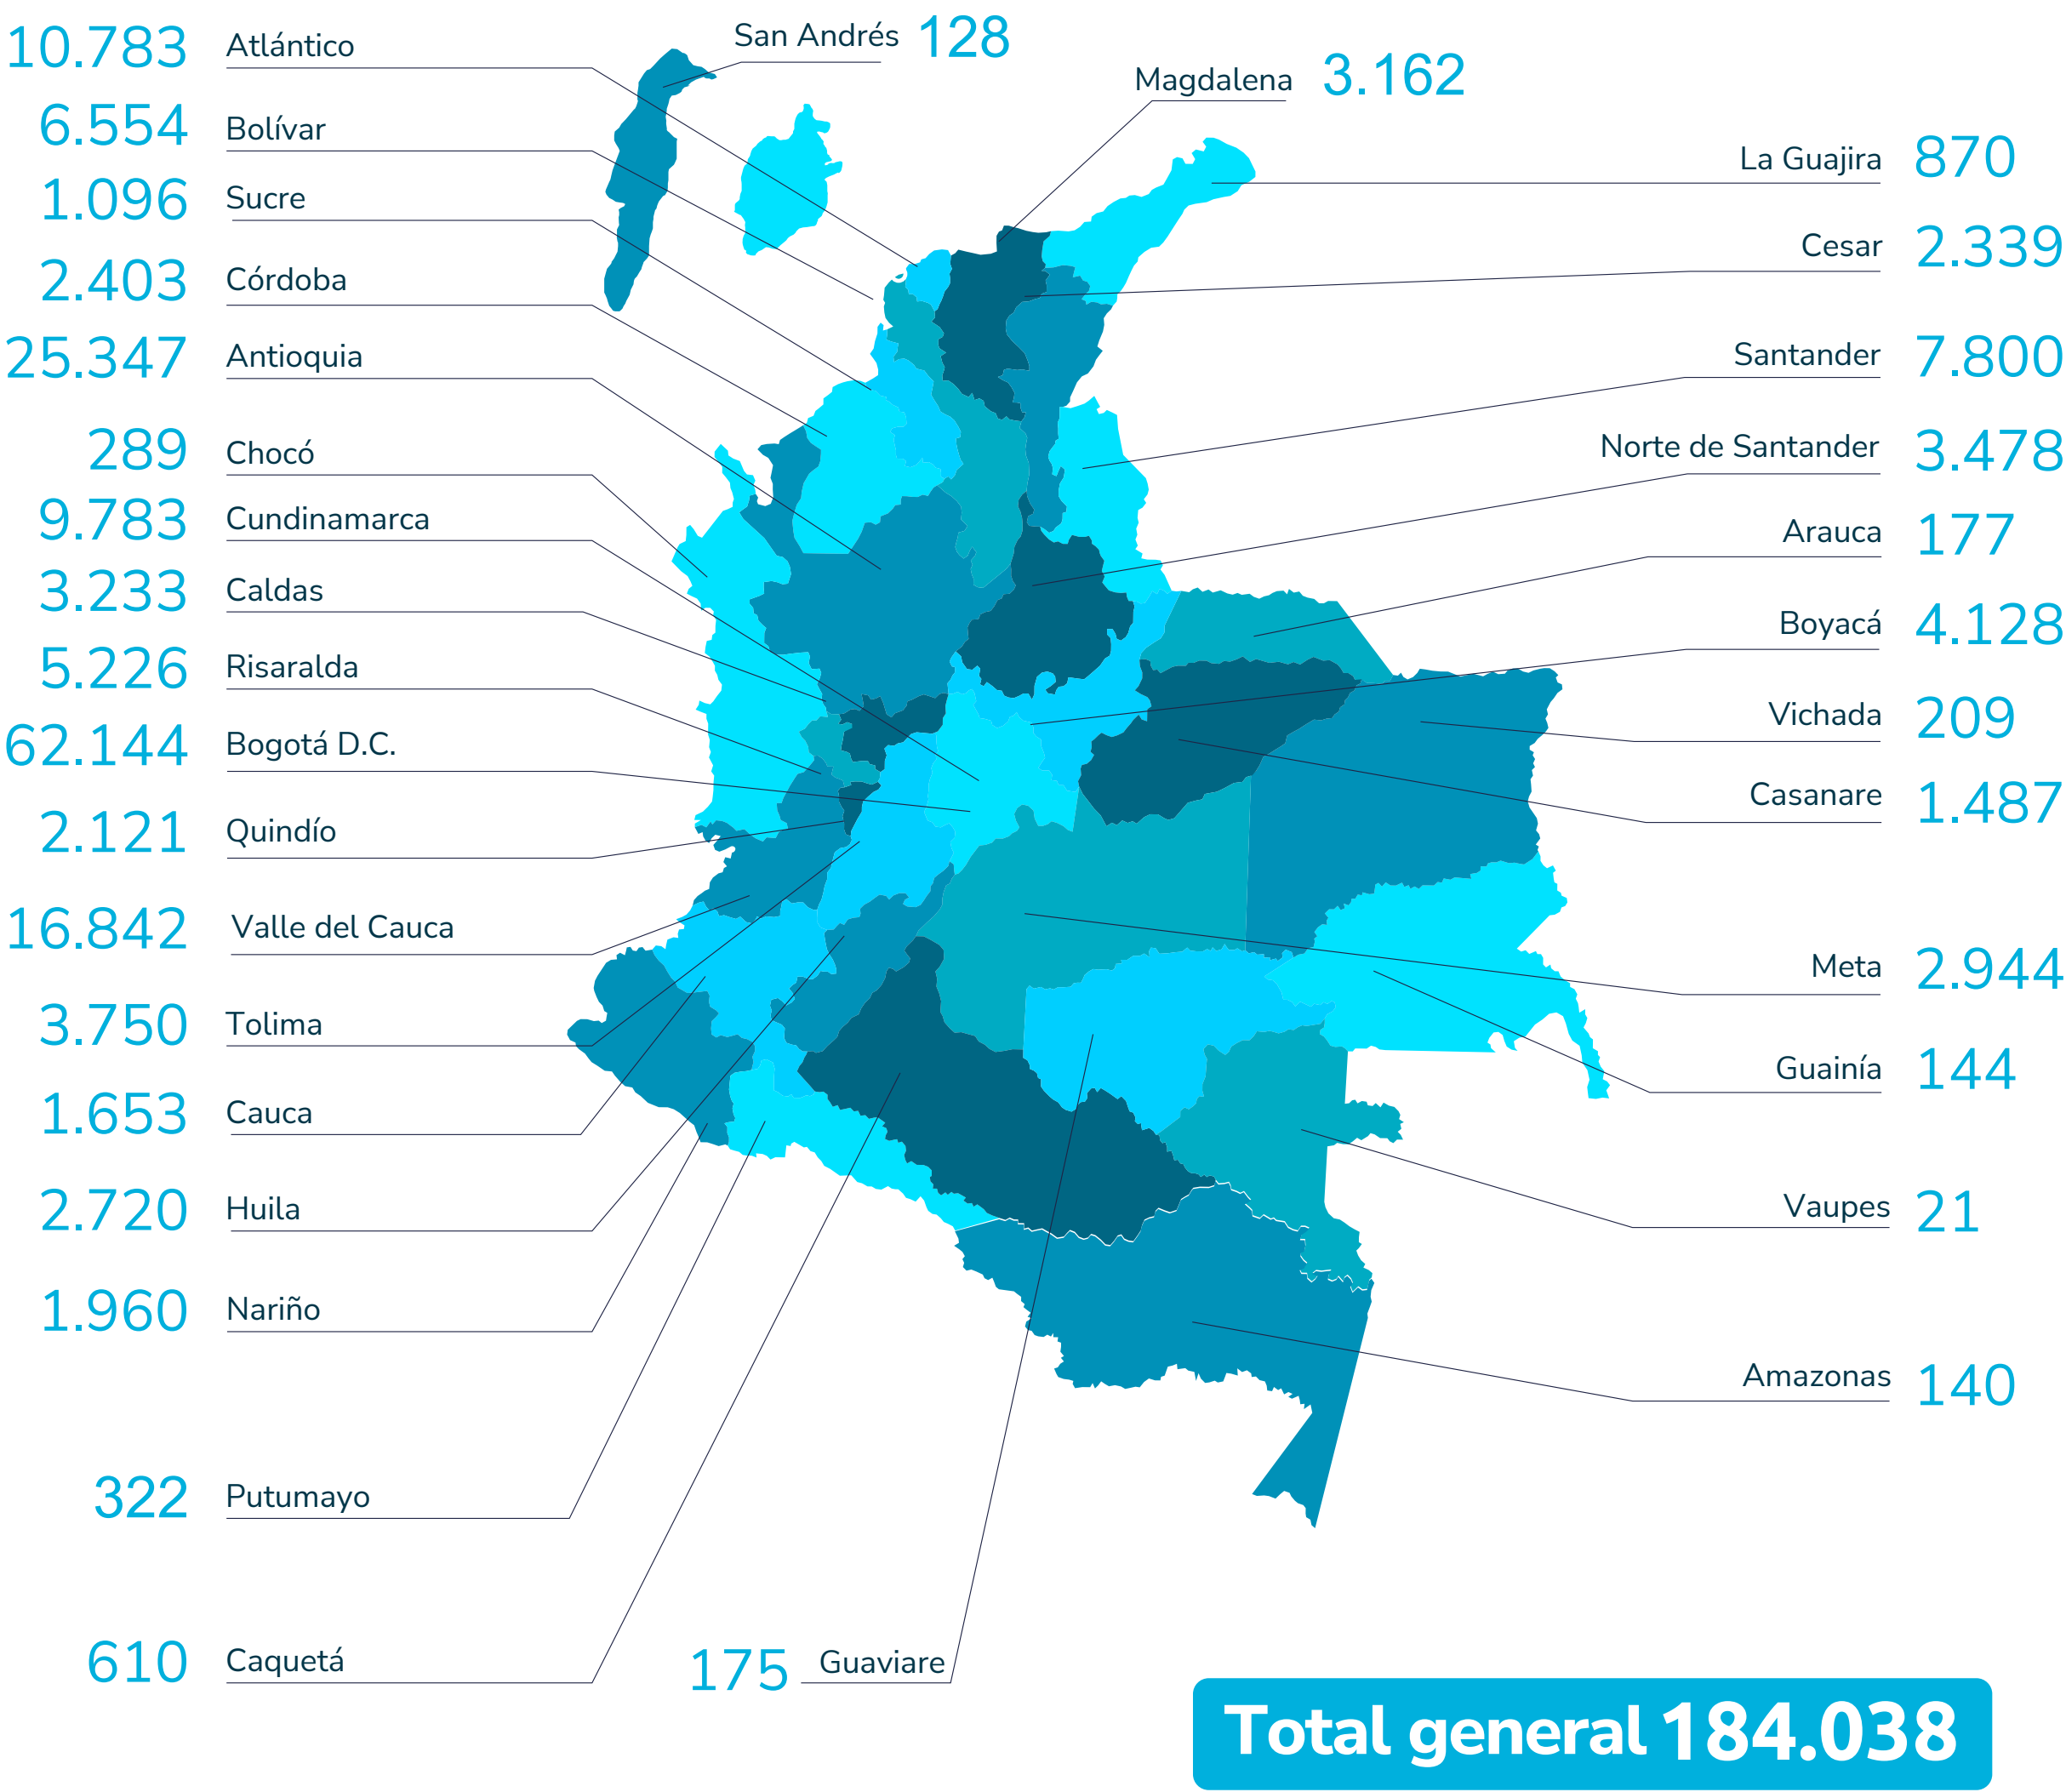 10.783 Atlántico
6.554 Bolívar
1.096 Sucre
2.403 Córdoba
25.347 Antioquia
289 Chocó
9.783 Cundinamarca
3.233 Caldas
5.226 Risaralda
62.144 Bogotá D.C.
2.121 Quindío
16.842 Valle del Cauca
3.750 Tolima
1.653 Cauca
2.720 Huila
1.960 Nariño
322 Putumayo
610 Caquetá
San Andrés 128
Magdalena 3.162
La Guajira 870
Cesar 2.339
Santander 7.800
Norte de Santander 3.478
Arauca 177
Boyacá 4.128
Vichada 209
Casanare 1.487
Meta 2.944
Guainía 144
Vaupes 21
Amazonas 140
175 Guaviare
Total general 184.038